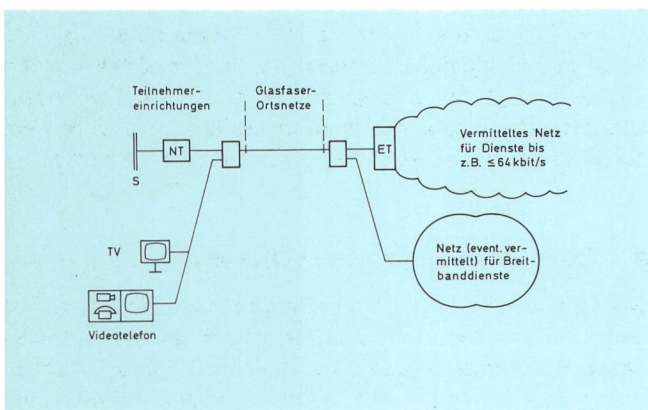 Teilnehmer-
einrichtungen
Glasfaser-
Ortsnetze
NT
S
ET
Vermitteltes Netz
für Dienste bis
z.B. ≤ 64 kbit/s
TV
Netz (event. ver-
mittelt) für Breit-
banddienste
Videotelefon